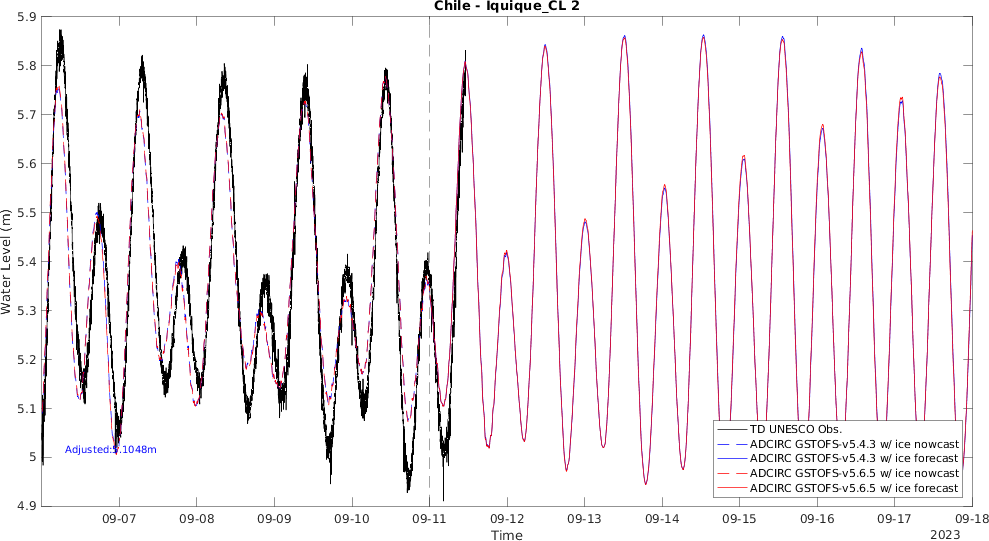 Chile - Iquique_CL 2
5.9
5.8
5.7
5.6
5.5
5.4
5.3
5.2
5.1
5
4.9
Water Level (m)
Adjusted:5.1048m
TD UNESCO Obs.
ADCIRC GSTOFS-v5.4.3 w/ ice nowcast
ADCIRC GSTOFS-v5.4.3 w/ ice forecast
ADCIRC GSTOFS-v5.6.5 w/ ice nowcast
ADCIRC GSTOFS-v5.6.5 w/ ice forecast
09-07 09-08 09-09 09-10 09-11 09-12 09-13 09-14 09-15 09-16 09-17 09-18
Time
2023